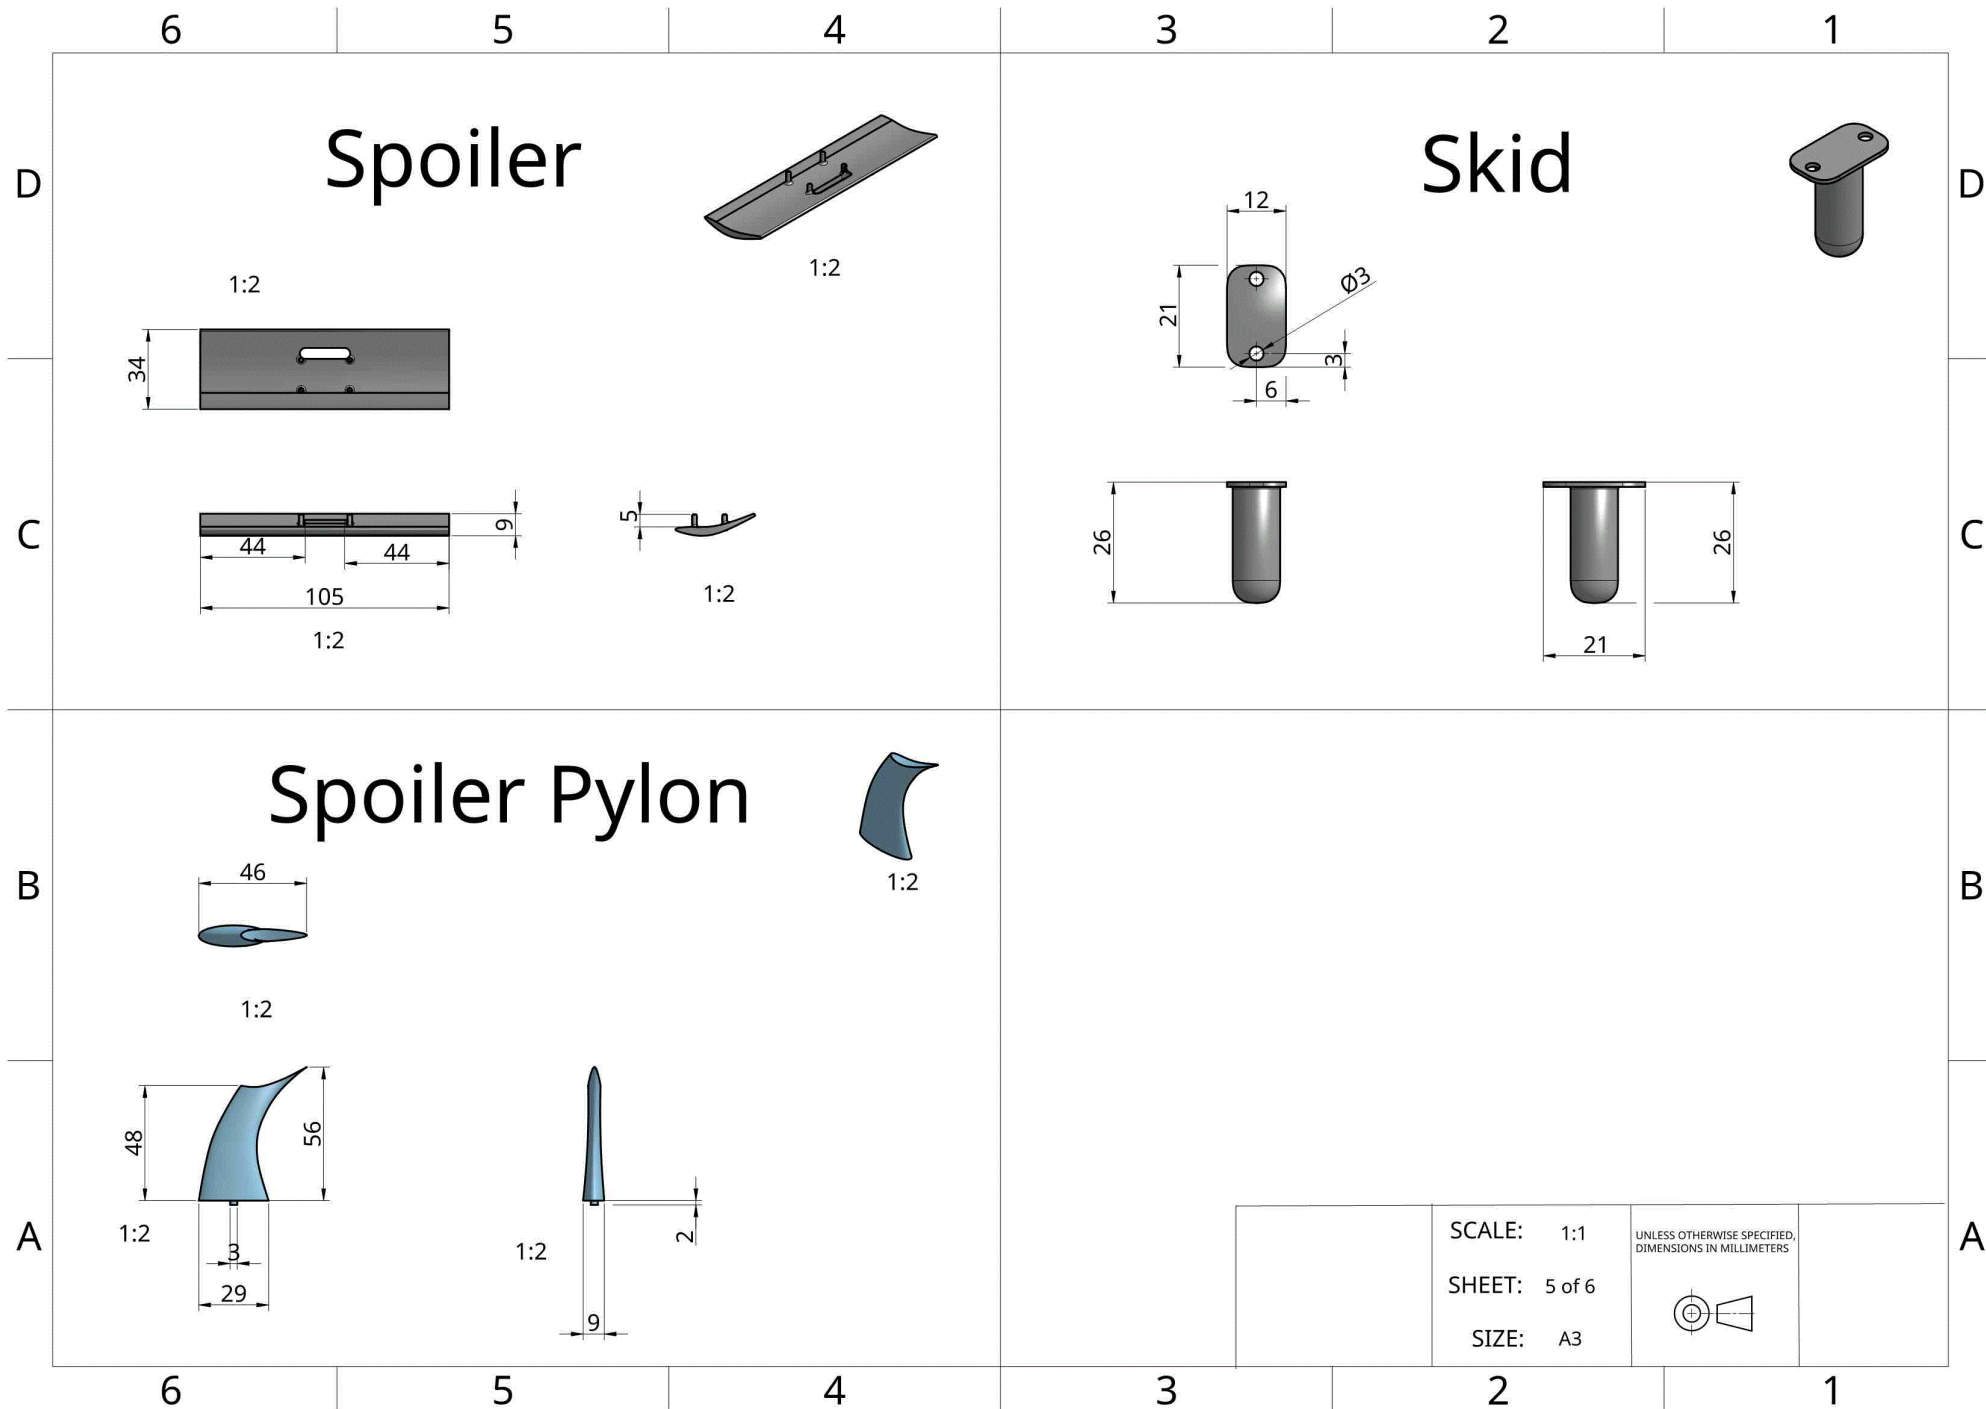 6 5 4 3 2 1
D
D
C
C
B
B
A
A
Spoiler
1:2
1:2
34
44
44
105
9
1:2
5
1:2
Skid
12
21
Ø3
3
6
26
26
21
Spoiler Pylon
1:2
46
1:2
48
56
1:2
3
29
1:2
2
9
SCALE: 1:1
SHEET: 5 of 6
SIZE: A3
UNLESS OTHERWISE SPECIFIED,
DIMENSIONS IN MILLIMETERS
6 5 4 3 2 1